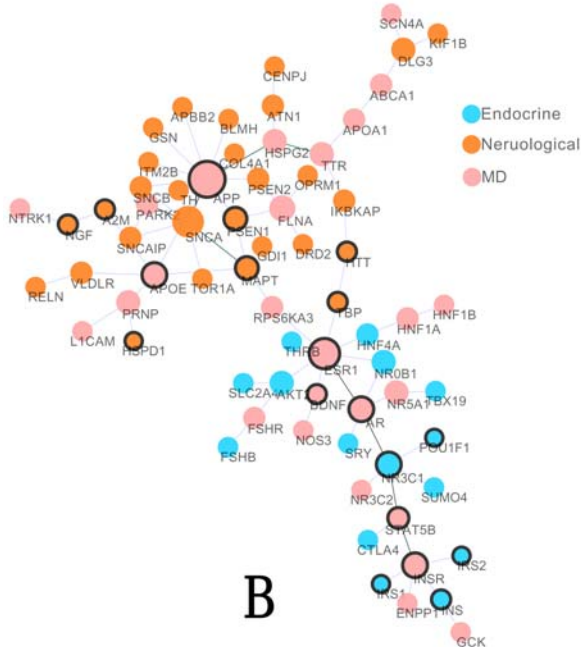 SCN4A
KIF1B
DLG3
CENPJ
ABCA1
APBB2
ATN1
Endocrine
BLMH
APOA1
GSN
HSPG2
Neruological
COL4A1
TTR
ITM2B
MD
PSEN2
OPRM1
SNCB
TH
APP
IKBKAP
NTRK1
A2M
PARK2
NGF
SNCA
PSEN1
FLNA
SNCAIP
GDI1
DRD2
HTT
RELN
VLDLR
APOE
TOR1A
MAPT
PRNP
RPS6KA3
TBP
HNF1B
L1CAM
HSPD1
HNF1A
THRB
HNF4A
ESR1
NR0B1
SLC2A4
AKT2
BDNF
NR5A1
TBX19
FSHR
AR
NOS3
SRY
FSHB
POU1F1
NR3C1
NR3C2
SUMO4
STAT5B
CTLA4
INSR
IRS2
IRS1
ENPP1
INS
GCK
B